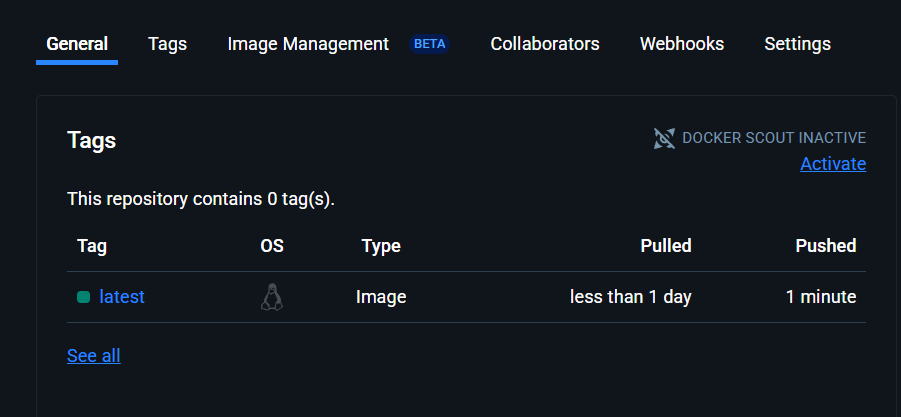 General Tags Image Management BETA Collaborators Webhooks Settings
Tags
DOCKER SCOUT INACTIVE
Activate
This repository contains 0 tag(s).
Tag OS Type Pulled Pushed
latest Image less than 1 day 1 minute
See all